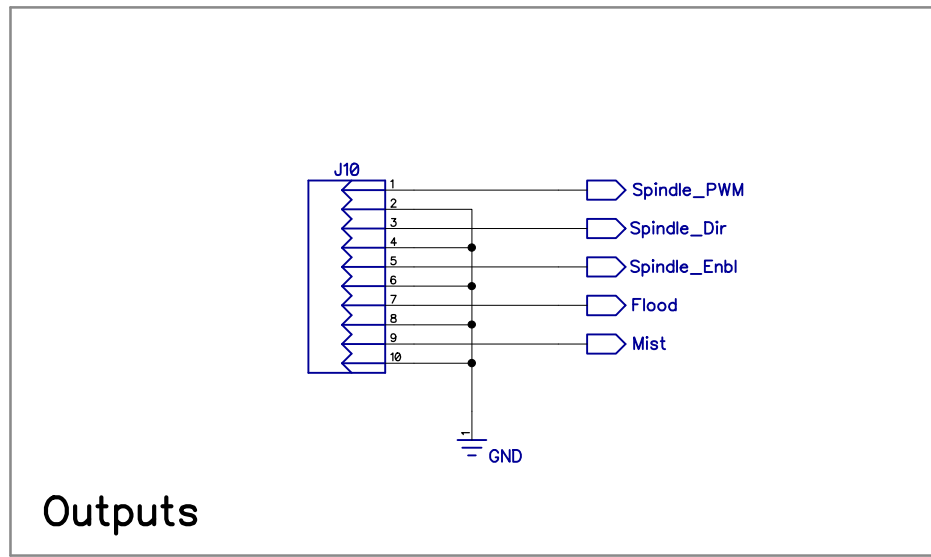 J10
1 Spindle_PWM
2
3 Spindle_Dir
4
5 Spindle_Enbl
6
7 Flood
8
9 Mist
10
1
GND
Outputs